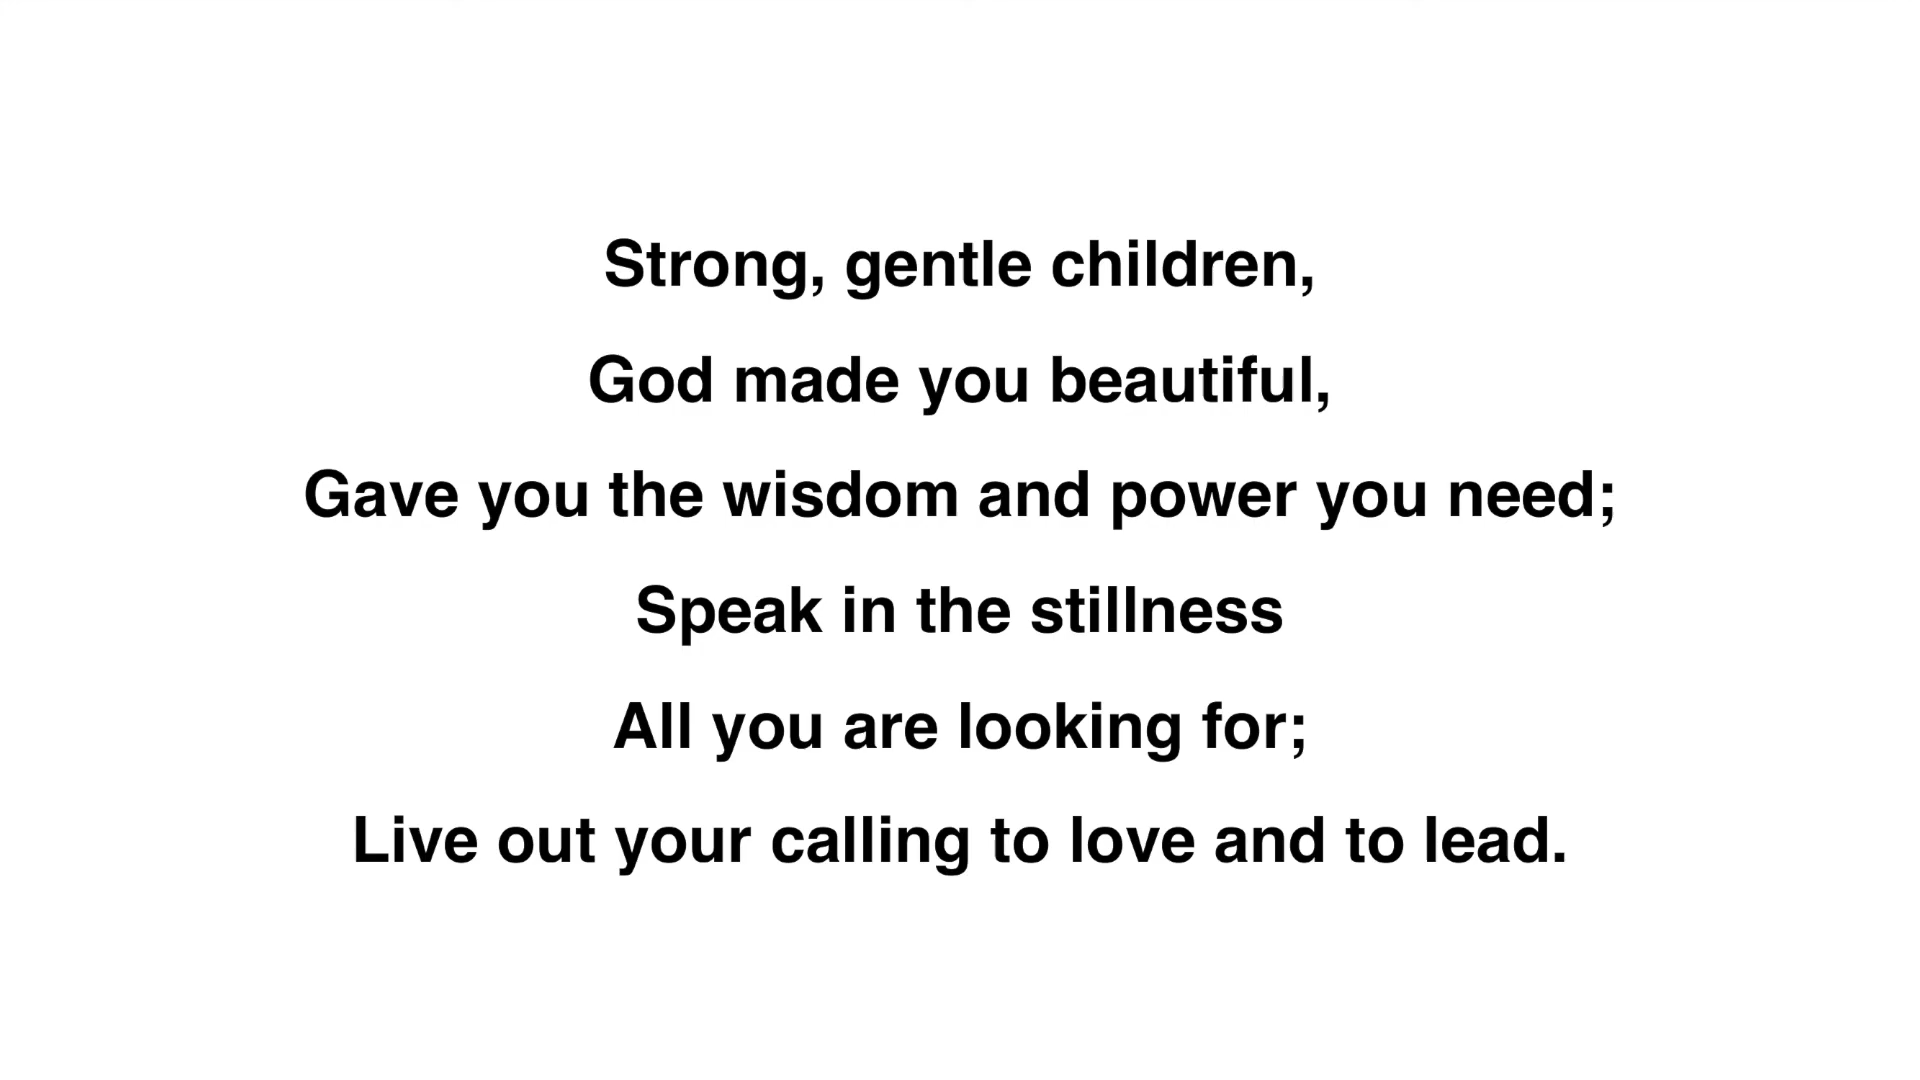 Strong, gentle children,
God made you beautiful,
Gave you the wisdom and power you need;
Speak in the stillness
All you are looking for;
Live out your calling to love and to lead.